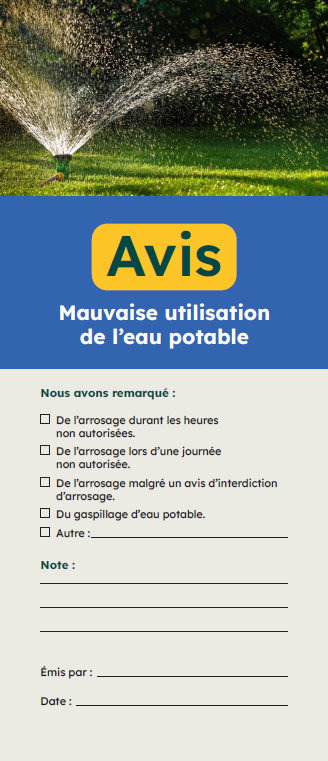 Avis
Mauvaise utilisation
de l’eau potable
Nous avons remarqué :
De l’arrosage durant les heures
non autorisées.
De l’arrosage lors d’une journée
non autorisée.
De l’arrosage malgré un avis d’interdiction
d’arrosage.
Du gaspillage d’eau potable.
Autre :
Note :
Émis par :
Date :